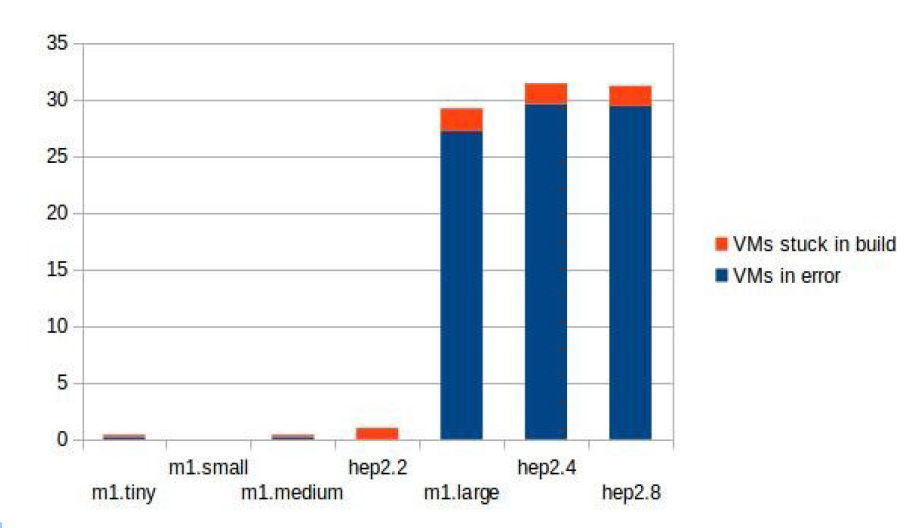 35
30
25
20
15
10
5
0
m1.small hep2.2 hep2.4
m1.tiny m1.medium m1.large hep2.8
VMs stuck in build
VMs in error